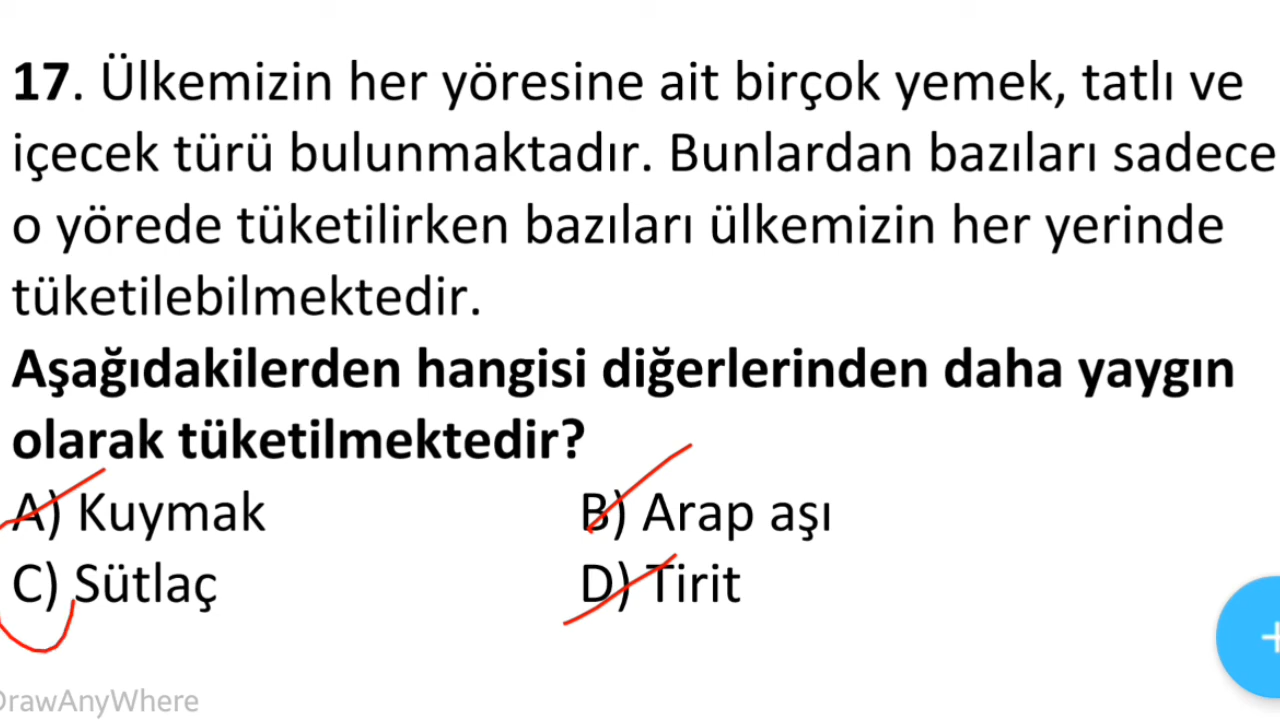 17. Ülkemizin her yöresine ait birçok yemek, tatlı ve
içecek türü bulunmaktadır. Bunlardan bazıları sadece
o yörede tüketilirken bazıları ülkemizin her yerinde
tüketilebilmektedir.
Aşağıdakilerden hangisi diğerlerinden daha yaygın
olarak tüketilmektedir?
A) Kuymak B) Arap aşı
C) Sütlaç D) Tirit
DrawAnyWhere